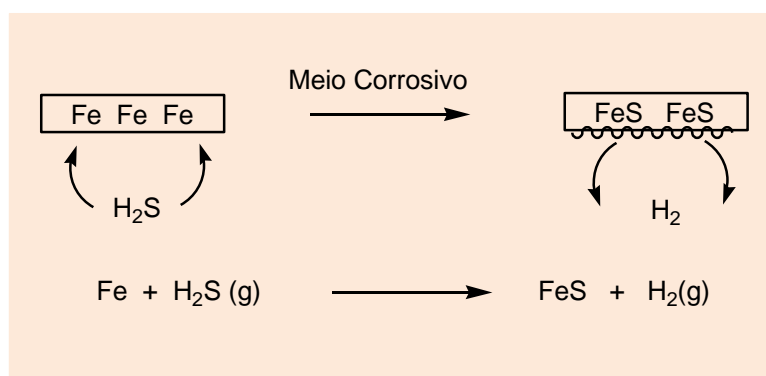 Meio Corrosivo
Fe Fe Fe
FeS FeS
H₂S
H₂
Fe + H₂S (g)
FeS + H₂(g)